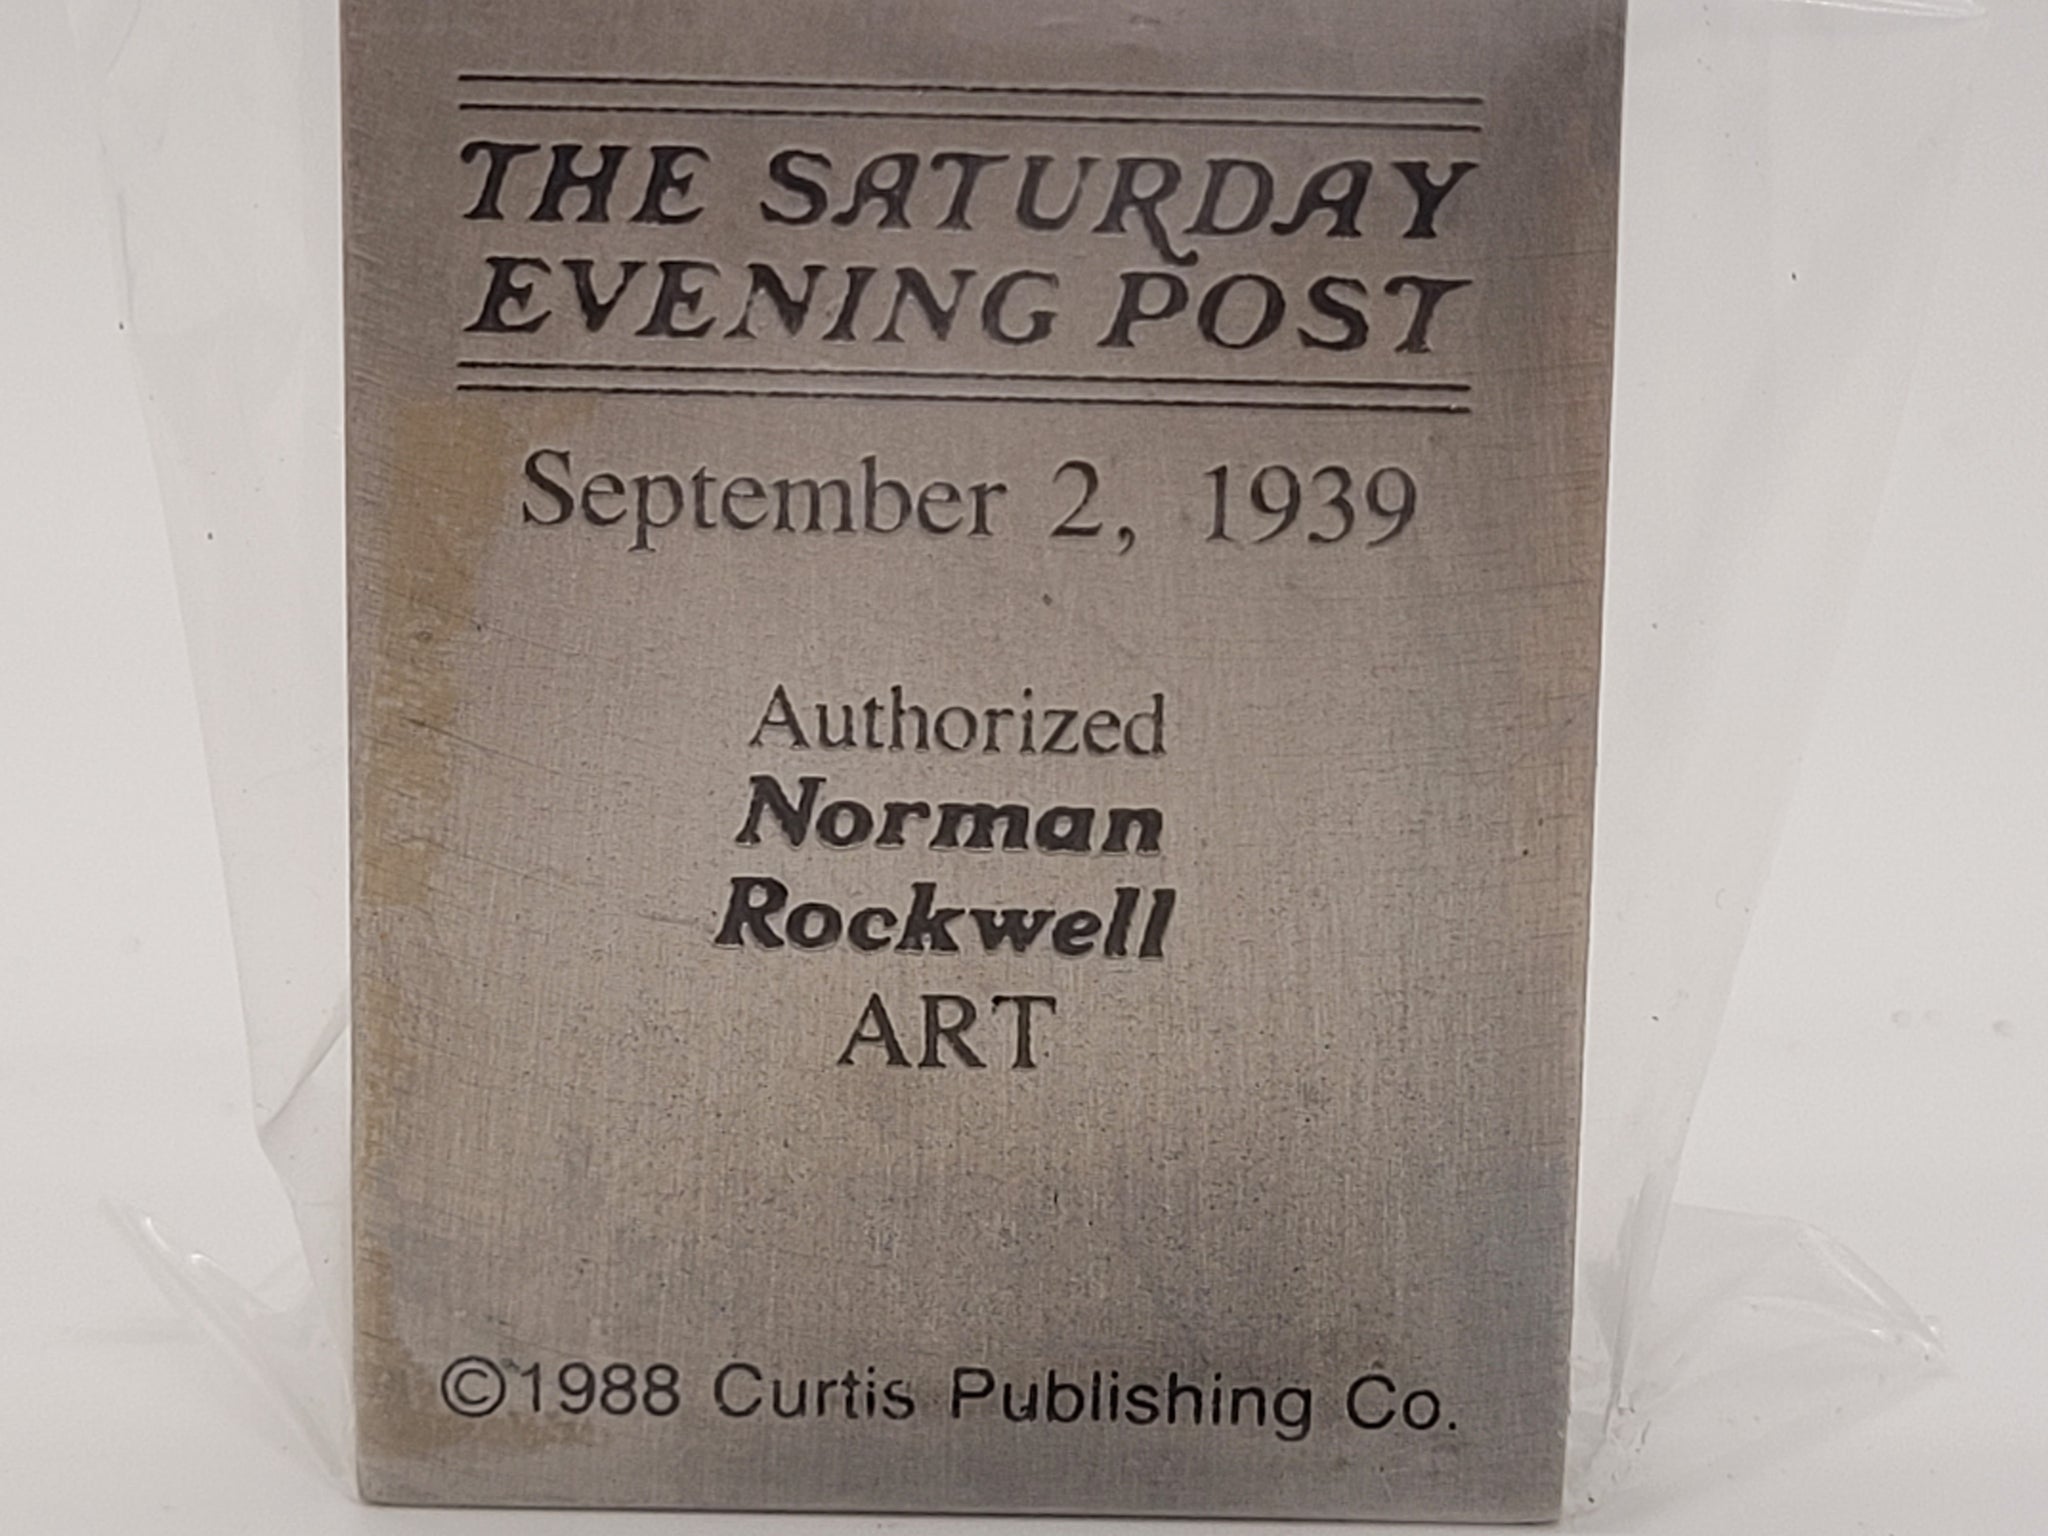 THE SATURDAY
EVENING POST
September 2, 1939
Authorized
Norman
Rockwell
ART
©1988 Curtis Publishing Co.